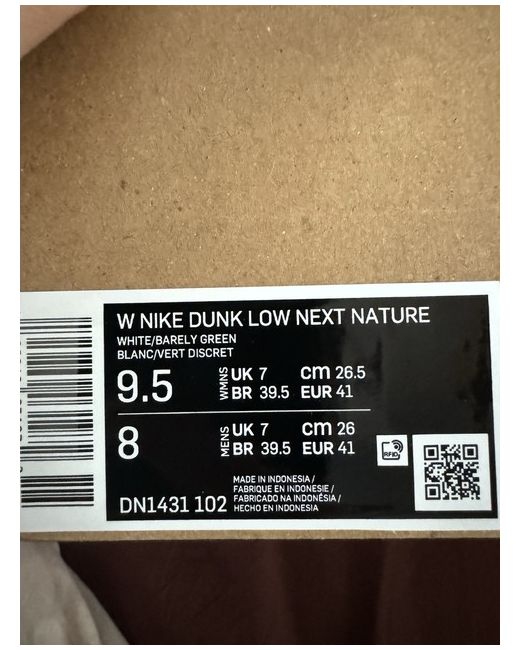 W NIKE DUNK LOW NEXT NATURE
WHITE/BARELY GREEN
BLANC/VERT DISCRET
9.5 WMNS UK 7 cm 26.5
BR 39.5 EUR 41
8 MENS UK 7 cm 26
BR 39.5 EUR 41
RFID
MADE IN INDONESIA /
FABRIQUE EN INDONESIE /
FABRICADO NA INDONÉSIA /
DN1431 102 HECHO EN INDONESIA